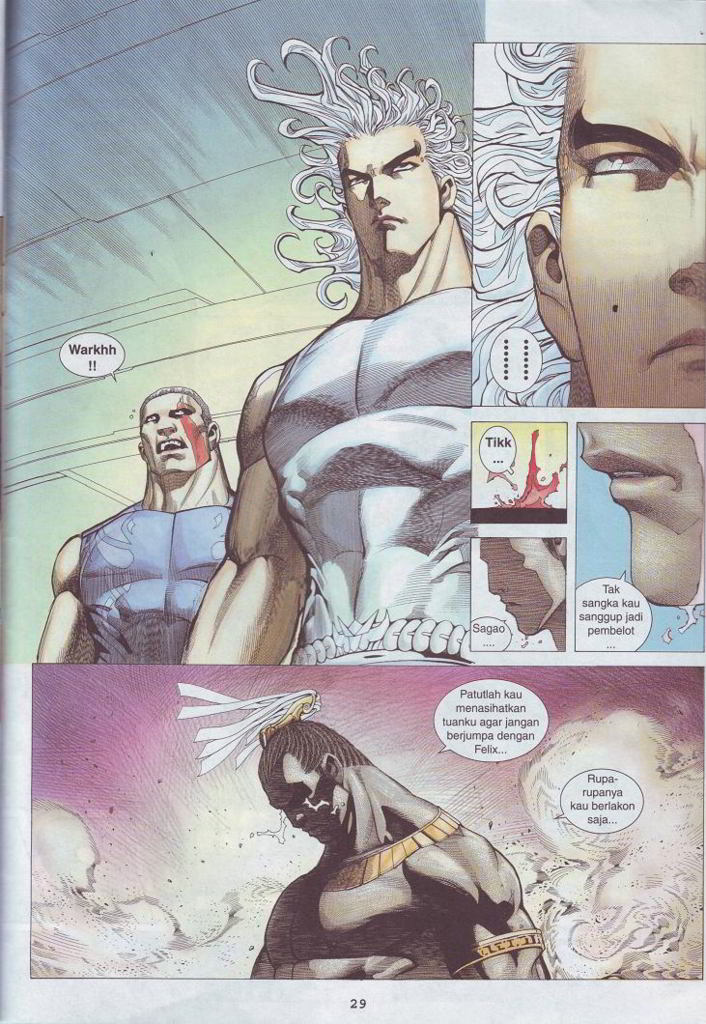 Warkhh
!!
Tikk
...
Sagao
....
Tak
sangka kau
sanggup jadi
pembelot
...
Patutlah kau
menasihatkan
tuanku agar jangan
berjumpa dengan
Felix...
Rupa-
rupanya
kau berlakon
saja...
29